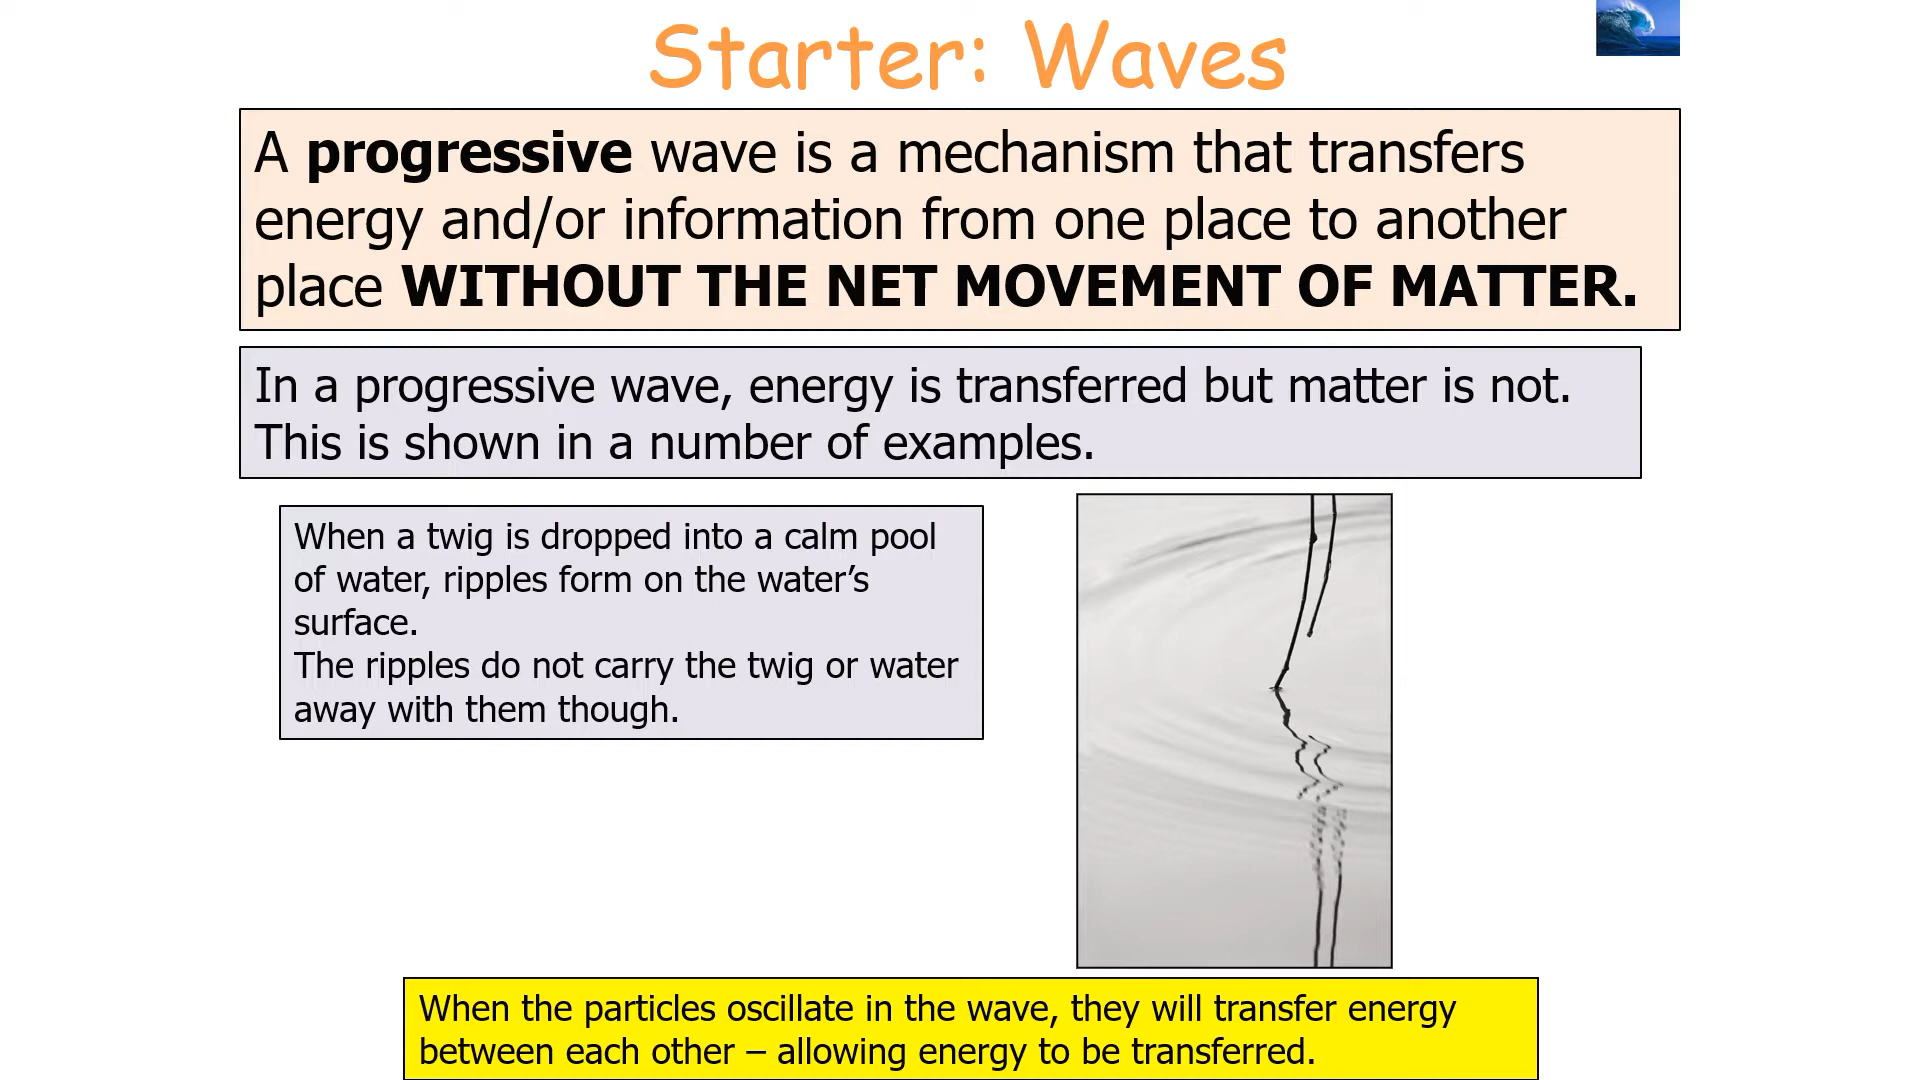 Starter: Waves
A progressive wave is a mechanism that transfers
energy and/or information from one place to another
place WITHOUT THE NET MOVEMENT OF MATTER.
In a progressive wave, energy is transferred but matter is not.
This is shown in a number of examples.
When a twig is dropped into a calm pool
of water, ripples form on the water’s
surface.
The ripples do not carry the twig or water
away with them though.
When the particles oscillate in the wave, they will transfer energy
between each other – allowing energy to be transferred.